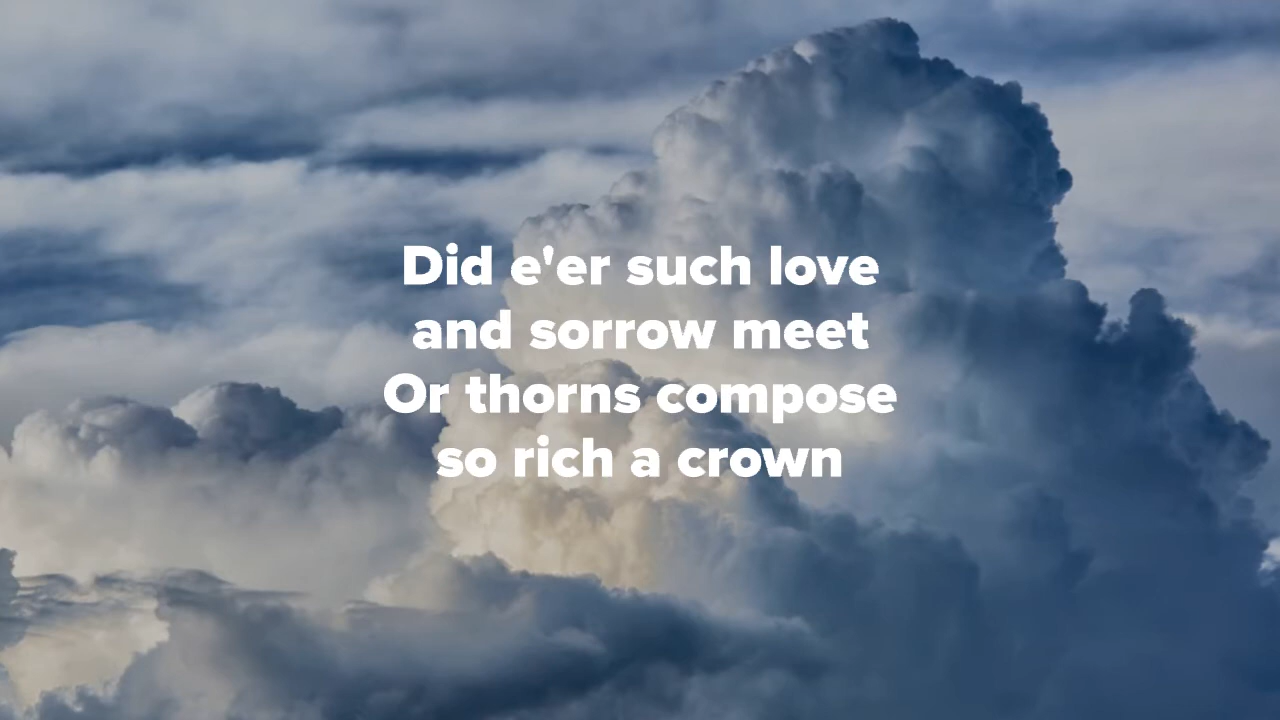 Did e'er such love
and sorrow meet
Or thorns compose
so rich a crown